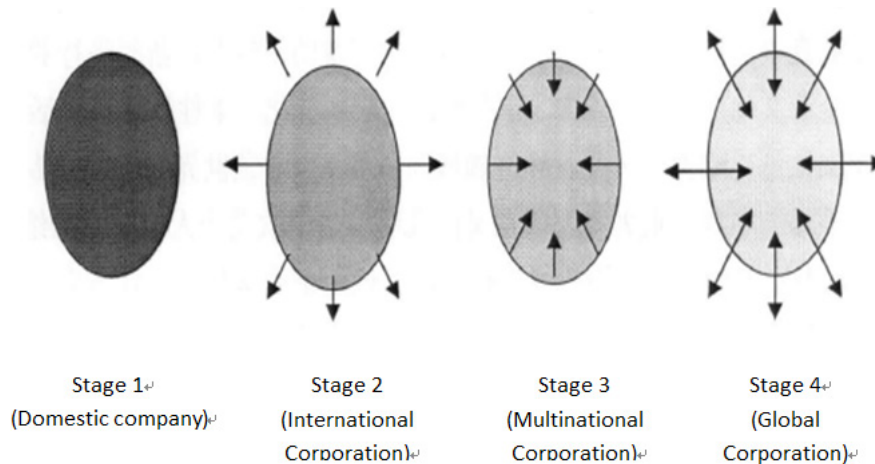 Stage 1
(Domestic company)
Stage 2
(International
Corporation)
Stage 3
(Multinational
Corporation)
Stage 4
(Global
Corporation)